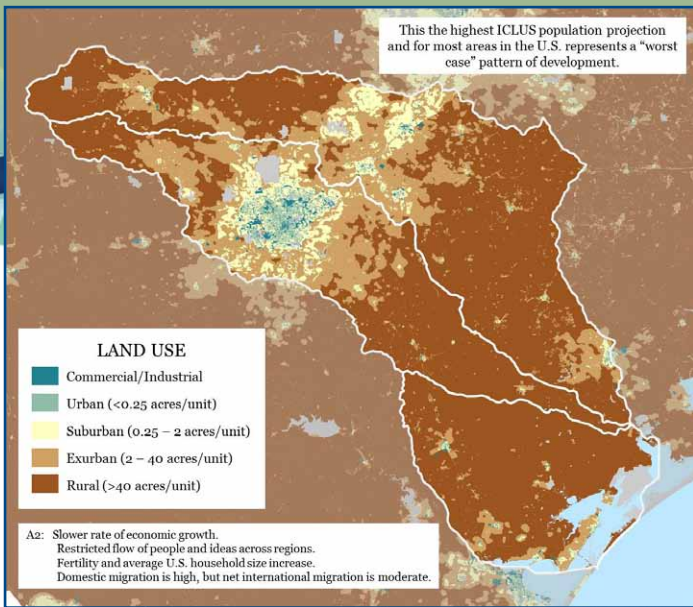 This the highest ICLUS population projection
and for most areas in the U.S. represents a “worst
case” pattern of development.
LAND USE
Commercial/Industrial
Urban (<0.25 acres/unit)
Suburban (0.25 – 2 acres/unit)
Exurban (2 – 40 acres/unit)
Rural (>40 acres/unit)
A2: Slower rate of economic growth.
Restricted flow of people and ideas across regions.
Fertility and average U.S. household size increase.
Domestic migration is high, but net international migration is moderate.